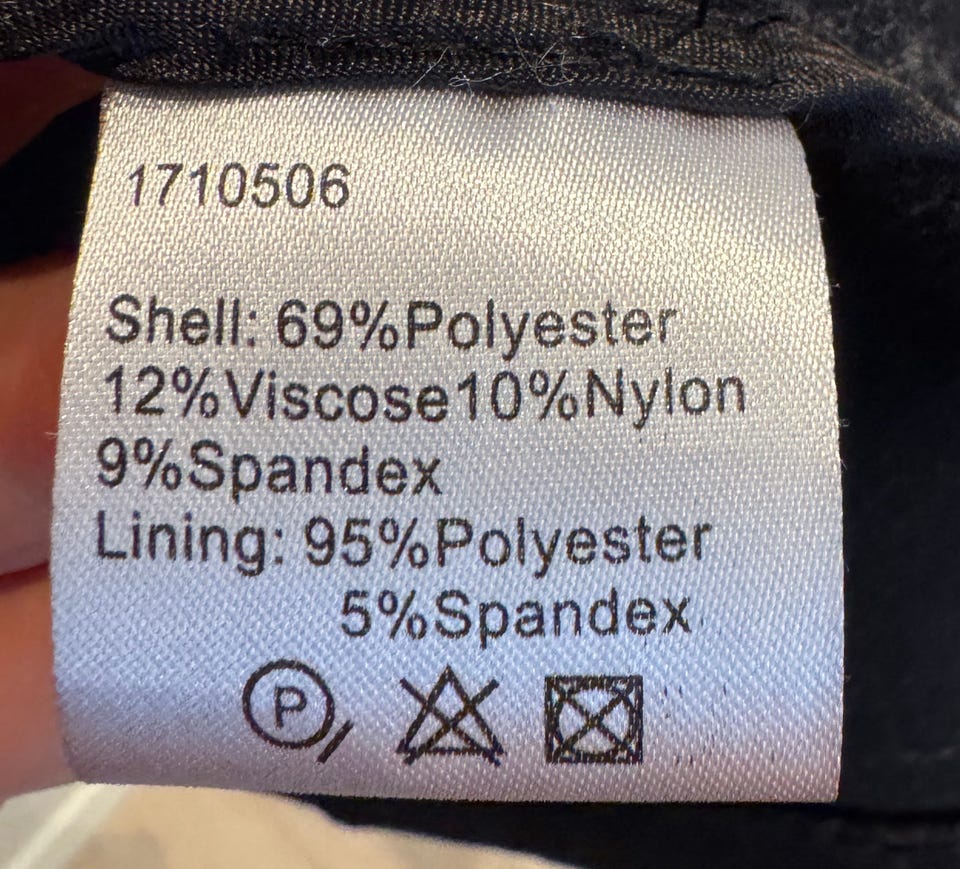 1710506
Shell: 69%Polyester
12%Viscose10%Nylon
9%Spandex
Lining: 95%Polyester
5%Spandex
P